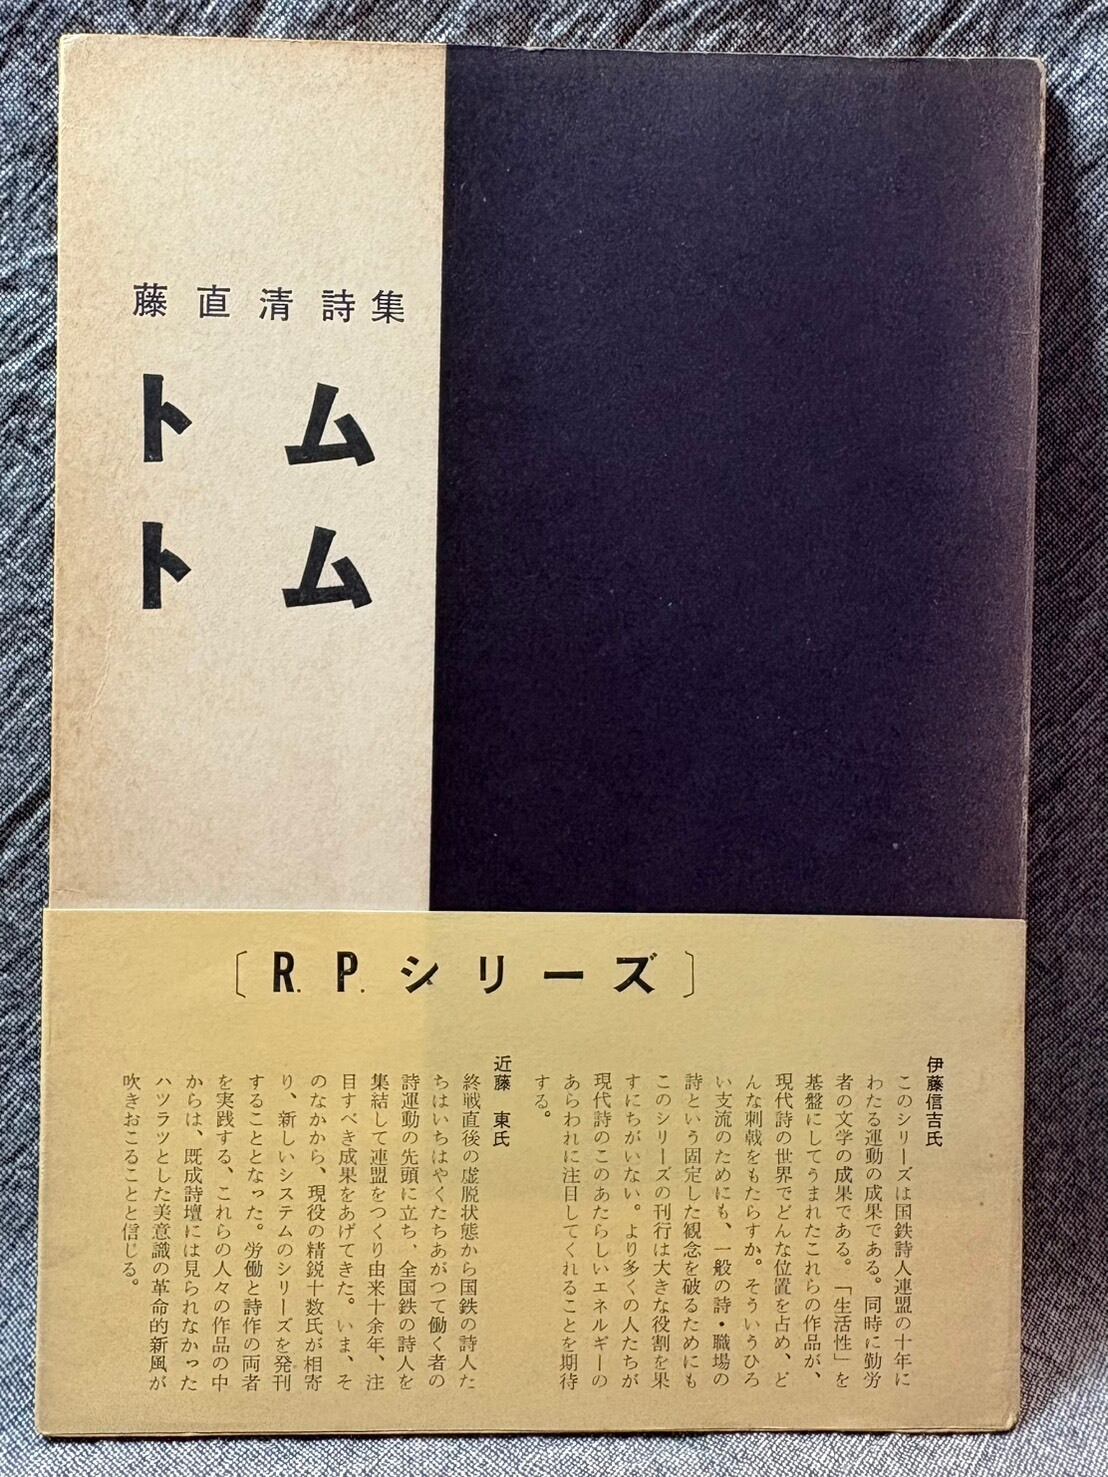 藤直清詩集
トム
トム
〔R.P.シリーズ〕
伊藤信吉氏
このシリーズは国鉄詩人連盟の十年に
わたる運動の成果である。同時に勤労
者の文学の成果である。「生活性」を
基盤にしてうまれたこれらの作品が、
現代詩の世界でどんな位置を占め、ど
んな刺戟をもたらすか。そういうひろ
い支流のためにも、一般の詩・職場の
詩という固定した観念を破るためにも
このシリーズの刊行は大きな役割を果
すにちがいない。より多くの人たちが
現代詩のこのあたらしいエネルギーの
あらわれに注目してくれることを期待
する。
近藤 東氏
終戦直後の虚脱状態から国鉄の詩人た
ちはいちはやくたちあがつて働く者の
詩運動の先頭に立ち、全国鉄の詩人を
集結して連盟をつくり由来十余年、注
目すべき成果をあげてきた。いま、そ
のなかから、現役の精鋭十数氏が相寄
り、新しいシステムのシリーズを発刊
することとなった。労働と詩作の両者
を実践する、これらの人々の作品の中
からは、既成詩壇には見られなかった
ハツラツとした美意識の革命的新風が
吹きおこることと信じる。